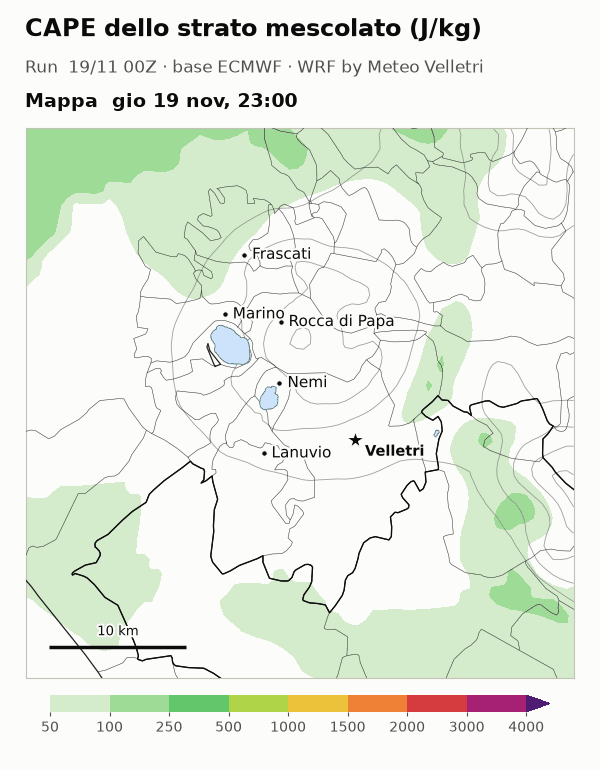 CAPE dello strato mescolato (J/kg)
Run  19/11 00Z · base ECMWF · WRF by Meteo Velletri
Mappa  gio 19 nov, 23:00
Frascati
Marino
Rocca di Papa
Nemi
Velletri
Lanuvio
10 km
50 100 250 500 1000 1500 2000 3000 4000